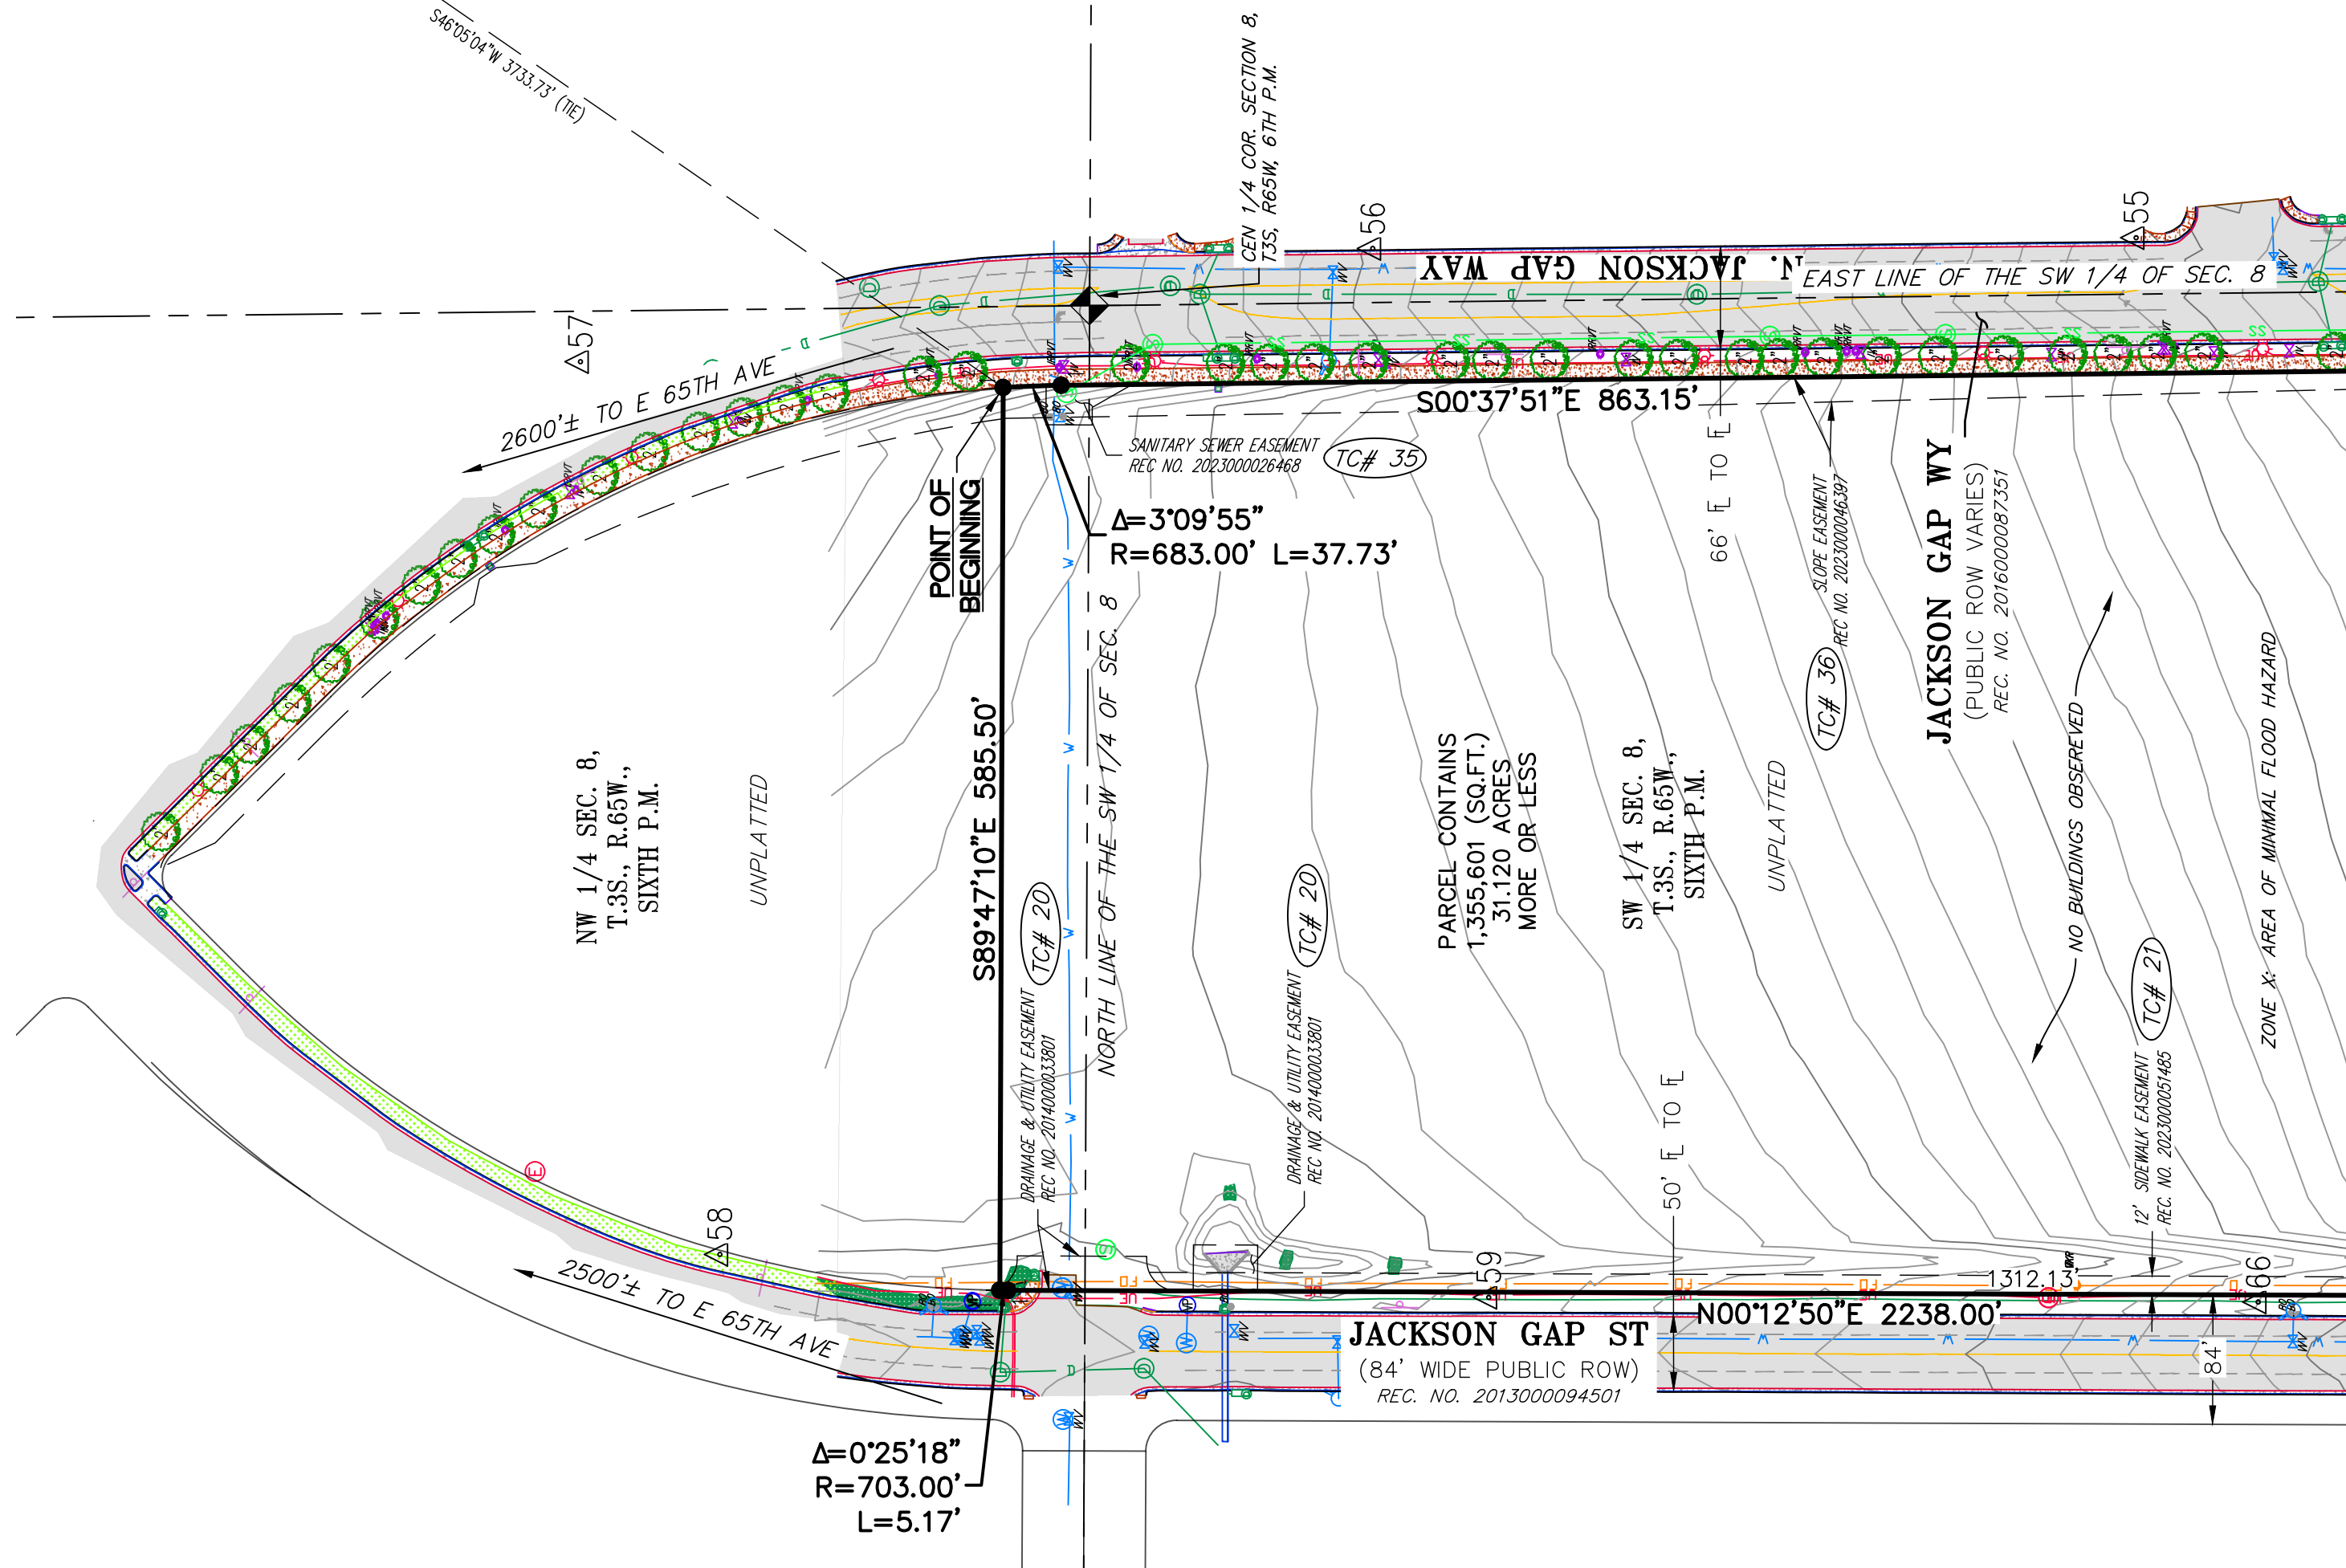 S46°05'04"W 3733.73' (TIE)
CEN 1/4 COR. SECTION 8,
T3S, R65W, 6TH P.M.
57
56
55
N. JACKSON GAP WAY
EAST LINE OF THE SW 1/4 OF SEC. 8
2600'± TO E 65TH AVE
S00°37'51"E 863.15'
SANITARY SEWER EASEMENT
REC NO. 2023000026468
TC# 35
POINT OF
BEGINNING
Δ=3°09'55"
R=683.00' L=37.73'
66' FL TO FL
SLOPE EASEMENT
REC NO. 2023000046397
TC# 36
JACKSON GAP WY
(PUBLIC ROW VARIES)
REC. NO. 2016000087351
NW 1/4 SEC. 8,
T.3S., R.65W.,
SIXTH P.M.
UNPLATTED
S89°47'10"E 585.50'
NORTH LINE OF THE SW 1/4 OF SEC. 8
PARCEL CONTAINS
1,355,601 (SQ.FT.)
31.120 ACRES
MORE OR LESS
SW 1/4 SEC. 8,
T.3S., R.65W.,
SIXTH P.M.
UNPLATTED
NO BUILDINGS OBSEREVED
ZONE X: AREA OF MINIMAL FLOOD HAZARD
DRAINAGE & UTILITY EASEMENT
REC NO. 2014000033801
TC# 20
DRAINAGE & UTILITY EASEMENT
REC NO. 2014000033801
TC# 20
50' FL TO FL
12' SIDEWALK EASEMENT
REC. NO. 2023000051485
TC# 21
58
59
66
1312.13'
2500'± TO E 65TH AVE
N00°12'50"E 2238.00'
JACKSON GAP ST
(84' WIDE PUBLIC ROW)
REC. NO. 2013000094501
84'
Δ=0°25'18"
R=703.00'
L=5.17'